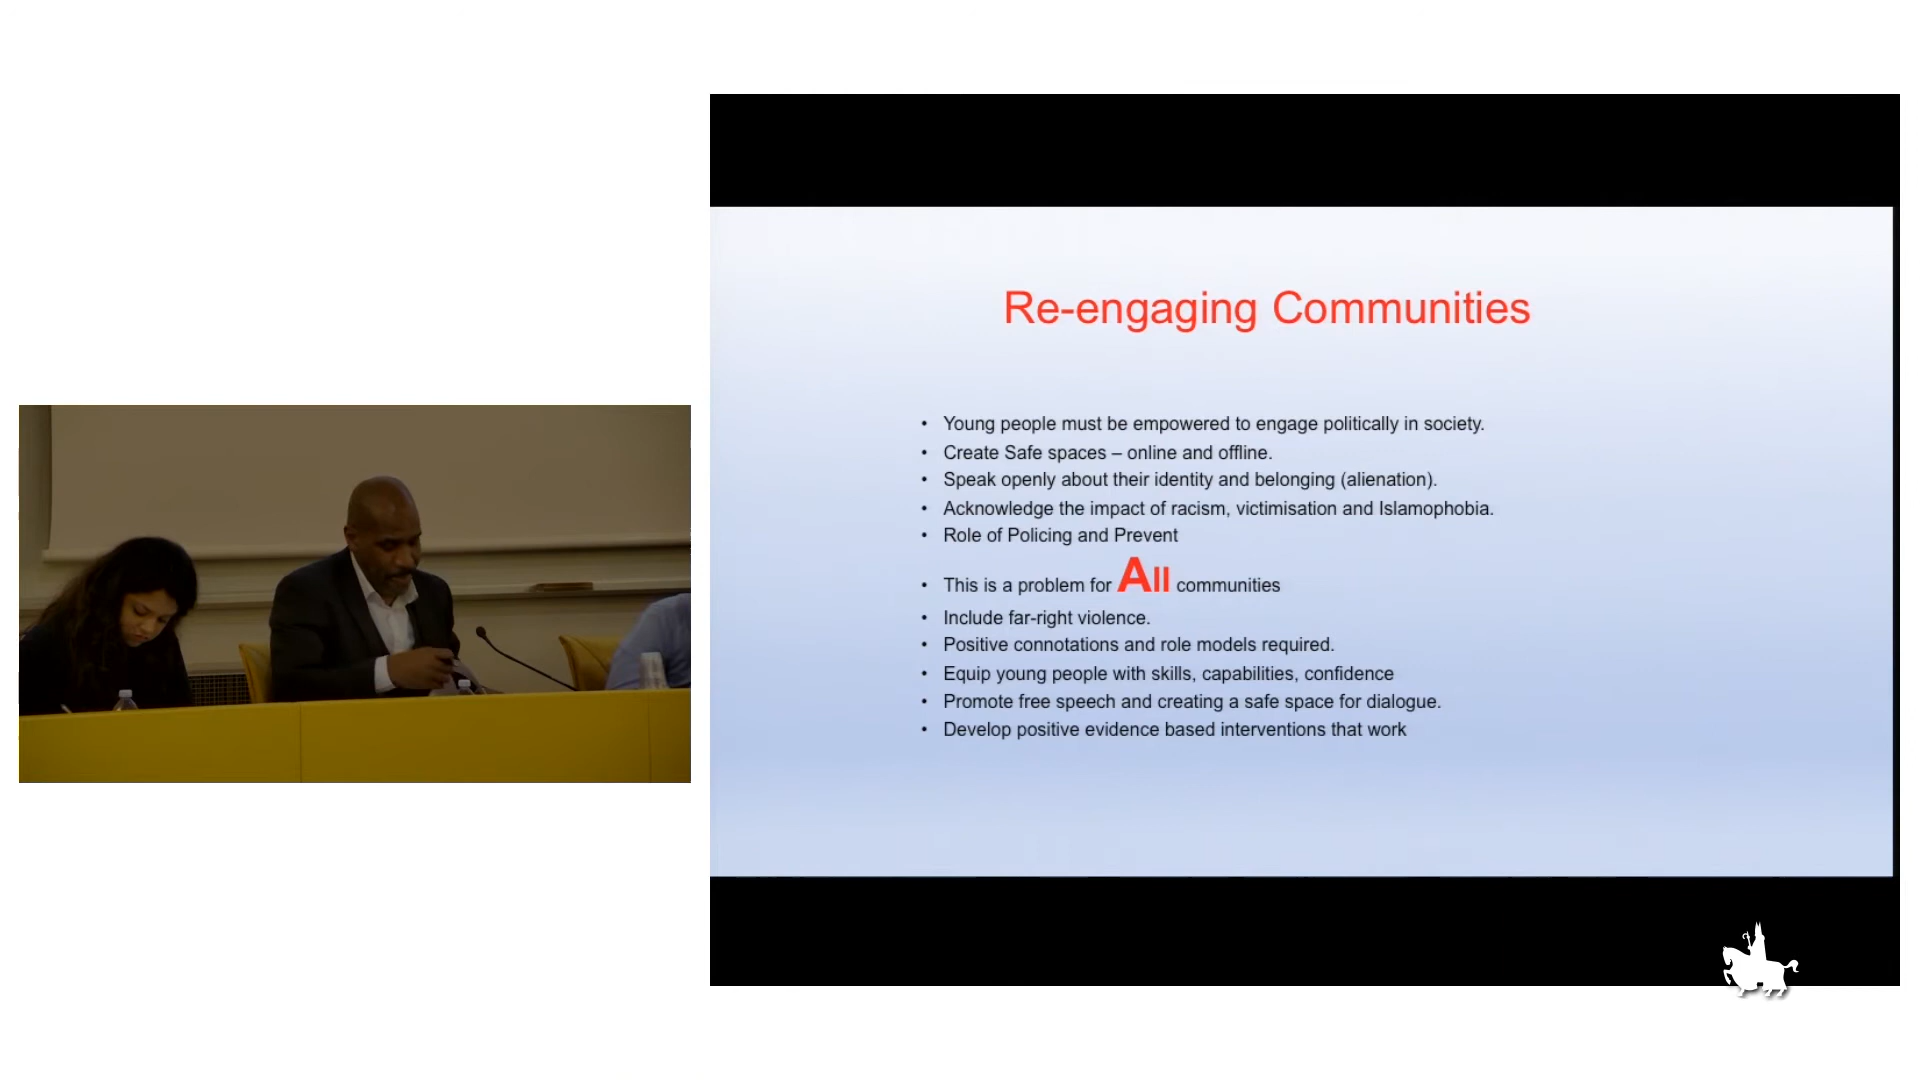 Re-engaging Communities
• Young people must be empowered to engage politically in society.
• Create Safe spaces – online and offline.
• Speak openly about their identity and belonging (alienation).
• Acknowledge the impact of racism, victimisation and Islamophobia.
• Role of Policing and Prevent
• This is a problem for All communities
• Include far-right violence.
• Positive connotations and role models required.
• Equip young people with skills, capabilities, confidence
• Promote free speech and creating a safe space for dialogue.
• Develop positive evidence based interventions that work